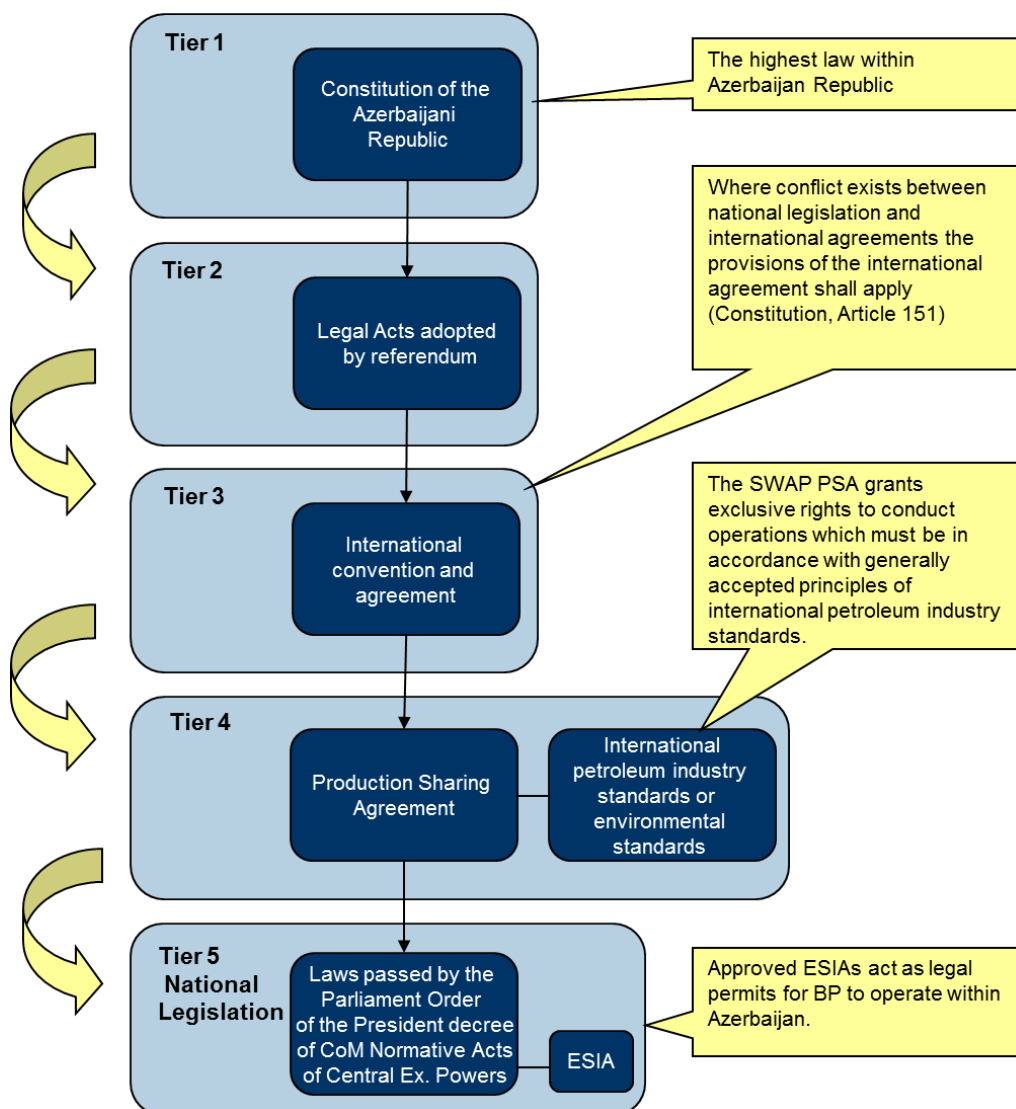 Tier 1
Constitution of the
Azerbaijani
Republic
The highest law within
Azerbaijan Republic
Tier 2
Legal Acts adopted
by referendum
Where conflict exists between
national legislation and
international agreements the
provisions of the international
agreement shall apply
(Constitution, Article 151)
Tier 3
International
convention and
agreement
The SWAP PSA grants
exclusive rights to conduct
operations which must be in
accordance with generally
accepted principles of
international petroleum industry
standards.
Tier 4
Production Sharing
Agreement
International
petroleum industry
standards or
environmental
standards
Tier 5
National
Legislation
Laws passed by the
Parliament Order
of the President decree
of CoM Normative Acts
of Central Ex. Powers
ESIA
Approved ESIAs act as legal
permits for BP to operate within
Azerbaijan.